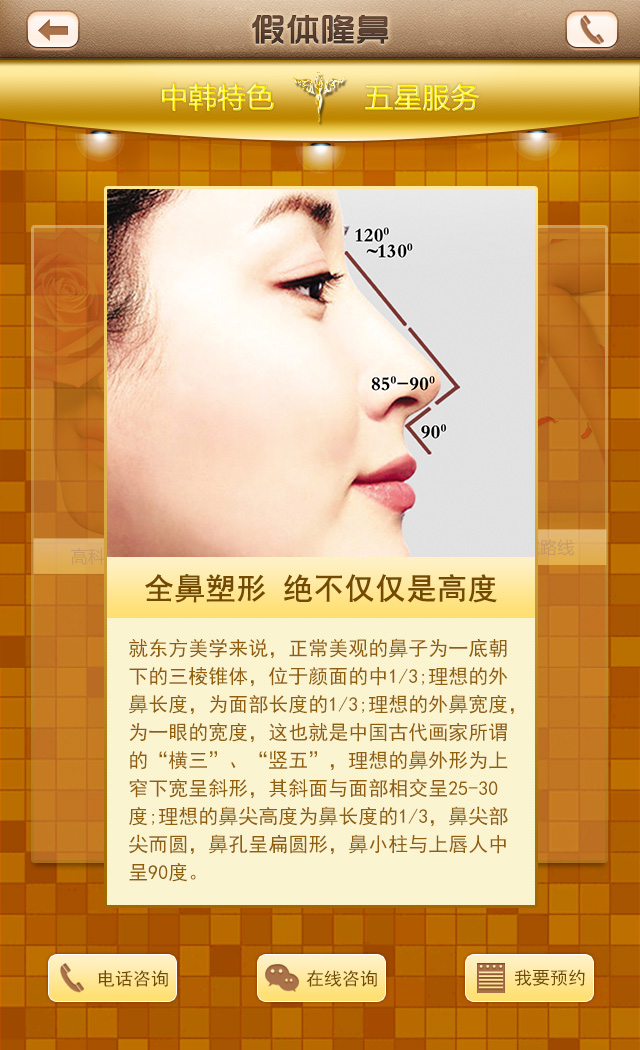 假体隆鼻
中韩特色 五星服务
120⁰
~130⁰
85⁰-90⁰
90⁰
高科
路线
全鼻塑形 绝不仅仅是高度
就东方美学来说，正常美观的鼻子为一底朝
下的三棱锥体，位于颜面的中1/3;理想的外
鼻长度，为面部长度的1/3;理想的外鼻宽度，
为一眼的宽度，这也就是中国古代画家所谓
的“横三”、“竖五”，理想的鼻外形为上
窄下宽呈斜形，其斜面与面部相交呈25-30
度;理想的鼻尖高度为鼻长度的1/3，鼻尖部
尖而圆，鼻孔呈扁圆形，鼻小柱与上唇人中
呈90度。
电话咨询 在线咨询 我要预约